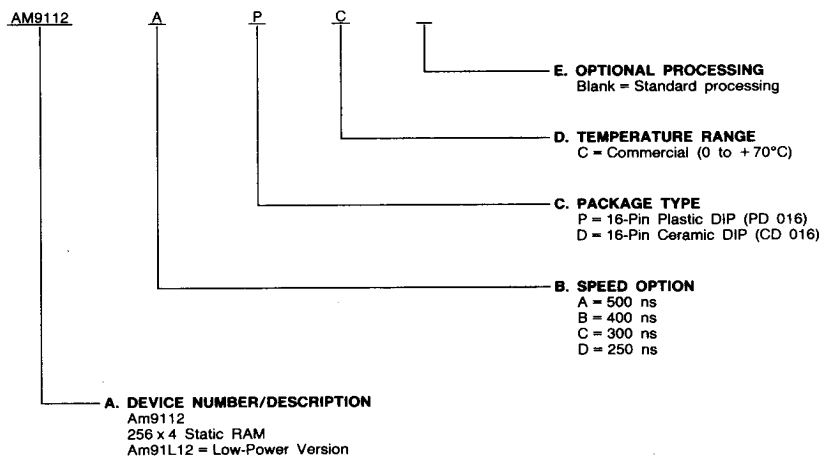 AM9112 A P C
E. OPTIONAL PROCESSING
Blank = Standard processing
D. TEMPERATURE RANGE
C = Commercial (0 to +70°C)
C. PACKAGE TYPE
P = 16-Pin Plastic DIP (PD 016)
D = 16-Pin Ceramic DIP (CD 016)
B. SPEED OPTION
A = 500 ns
B = 400 ns
C = 300 ns
D = 250 ns
A. DEVICE NUMBER/DESCRIPTION
Am9112
256 x 4 Static RAM
Am91L12 = Low-Power Version